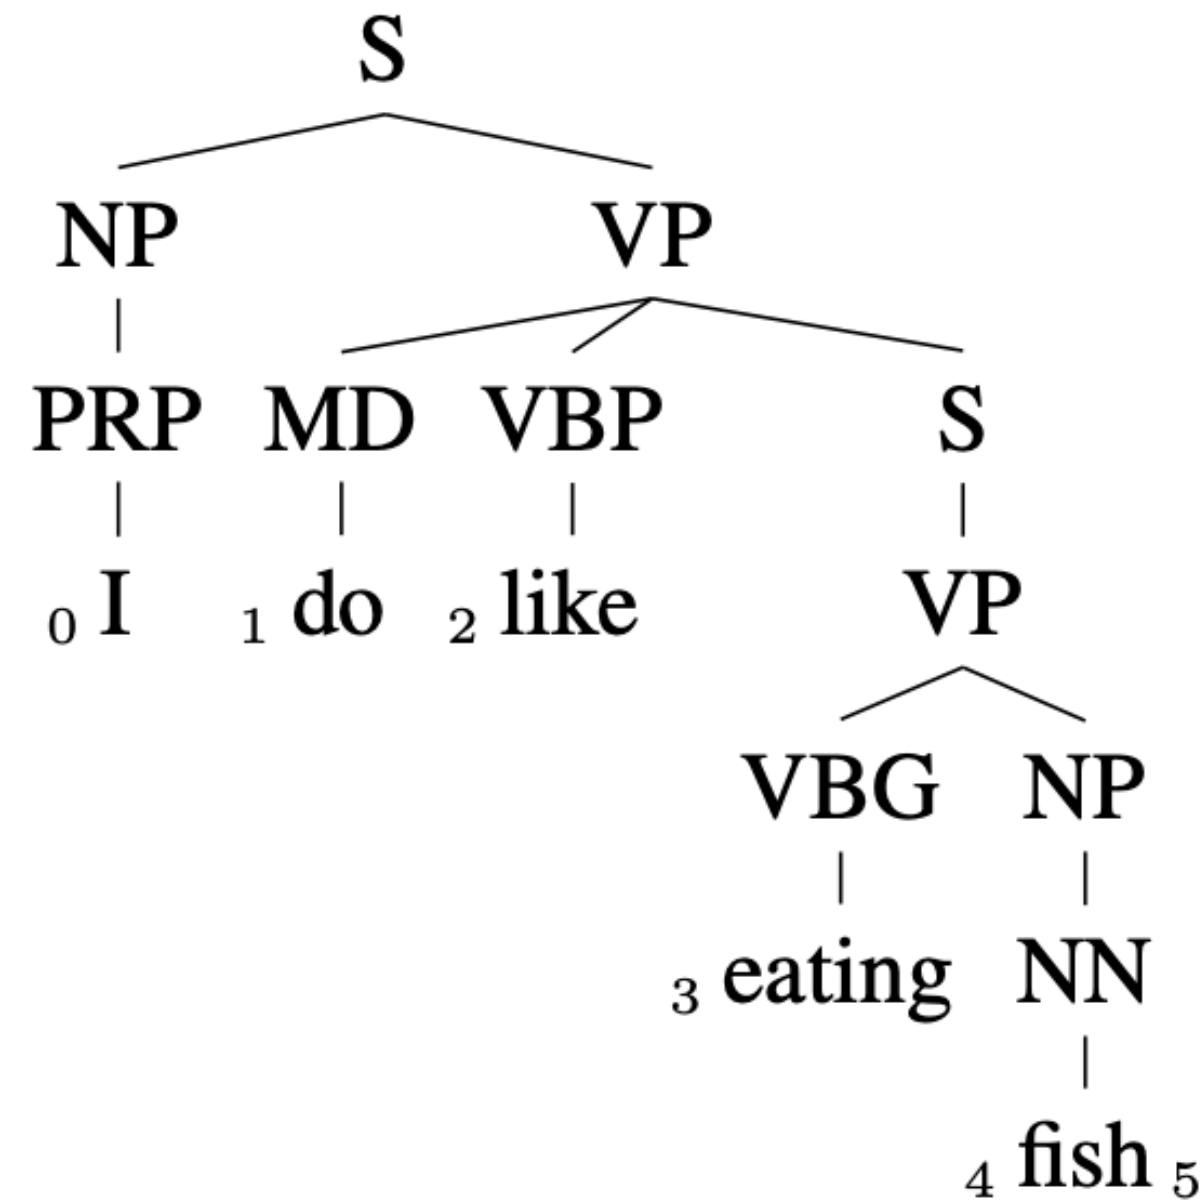 S
NP VP
PRP MD VBP S
0 I 1 do 2 like VP
VBG NP
3 eating NN
4 fish 5